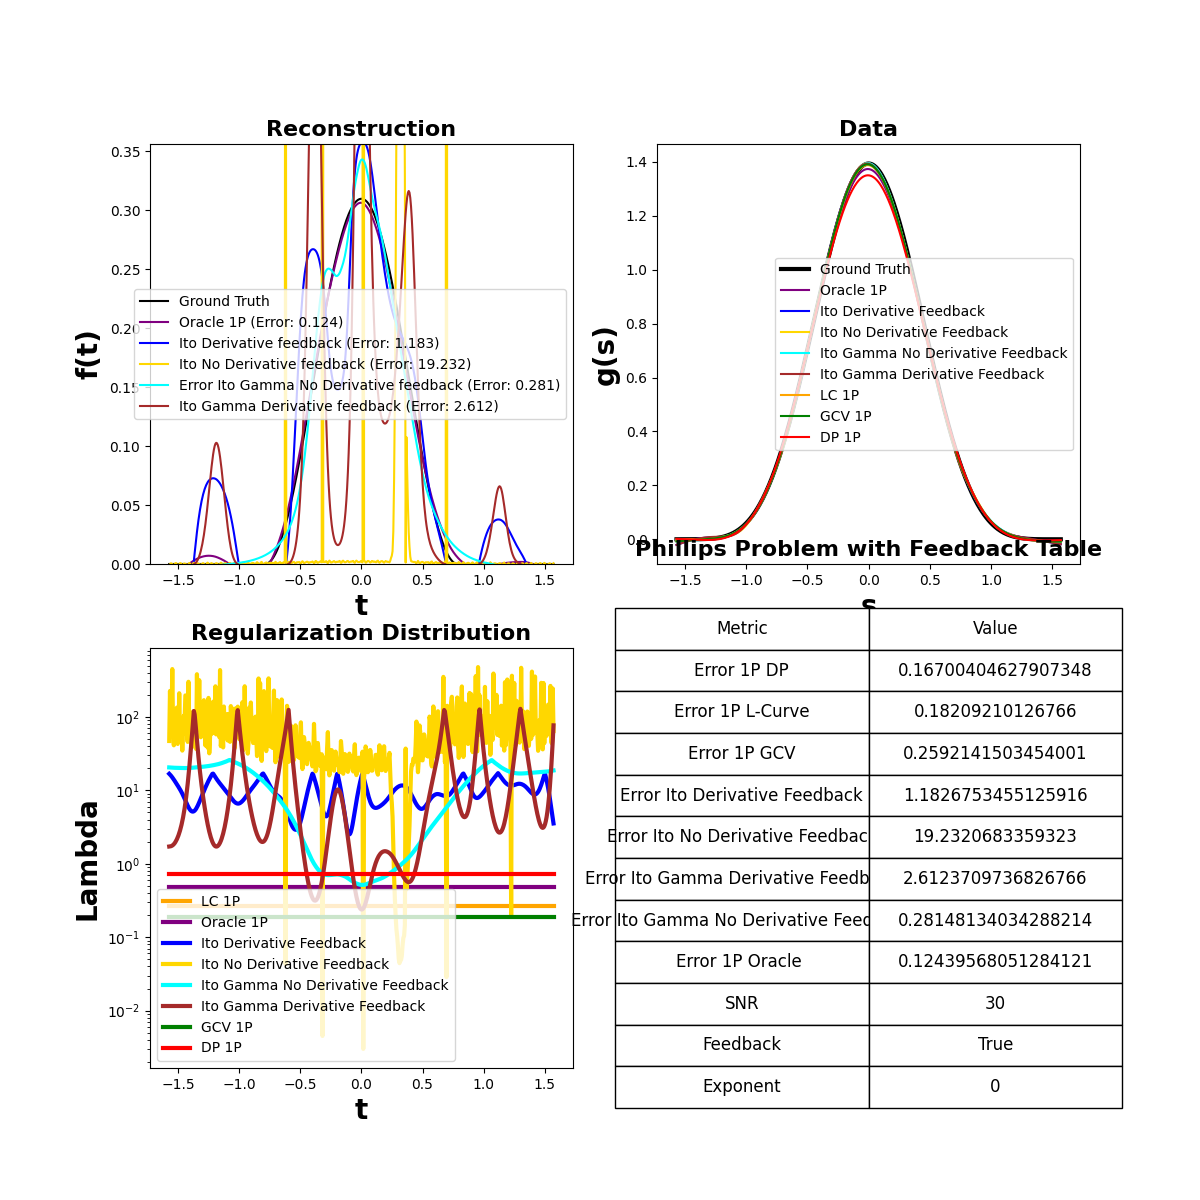 Reconstruction
f(t)
0.35
0.30
0.25
0.20
0.15
0.10
0.05
0.00
Ground Truth
Oracle 1P (Error: 0.124)
Ito Derivative feedback (Error: 1.183)
Ito No Derivative feedback (Error: 19.232)
Error Ito Gamma No Derivative feedback (Error: 0.281)
Ito Gamma Derivative feedback (Error: 2.612)
−1.5 −1.0 −0.5 0.0 0.5 1.0 1.5
t
Data
g(s)
1.4
1.2
1.0
0.8
0.6
0.4
0.2
0.0
Ground Truth
Oracle 1P
Ito Derivative Feedback
Ito No Derivative Feedback
Ito Gamma No Derivative Feedback
Ito Gamma Derivative Feedback
LC 1P
GCV 1P
DP 1P
−1.5 −1.0 −0.5 0.0 0.5 1.0 1.5
s
Regularization Distribution
Lambda
10²
10¹
10⁰
10⁻¹
10⁻²
LC 1P
Oracle 1P
Ito Derivative Feedback
Ito No Derivative Feedback
Ito Gamma No Derivative Feedback
Ito Gamma Derivative Feedback
GCV 1P
DP 1P
−1.5 −1.0 −0.5 0.0 0.5 1.0 1.5
t
Phillips Problem with Feedback Table
Metric Value
Error 1P DP 0.16700404627907348
Error 1P L-Curve 0.18209210126766
Error 1P GCV 0.2592141503454001
Error Ito Derivative Feedback 1.1826753455125916
Error Ito No Derivative Feedbac 19.2320683359323
Error Ito Gamma Derivative Feedb 2.6123709736826766
Error Ito Gamma No Derivative Feed 0.28148134034288214
Error 1P Oracle 0.12439568051284121
SNR 30
Feedback True
Exponent 0